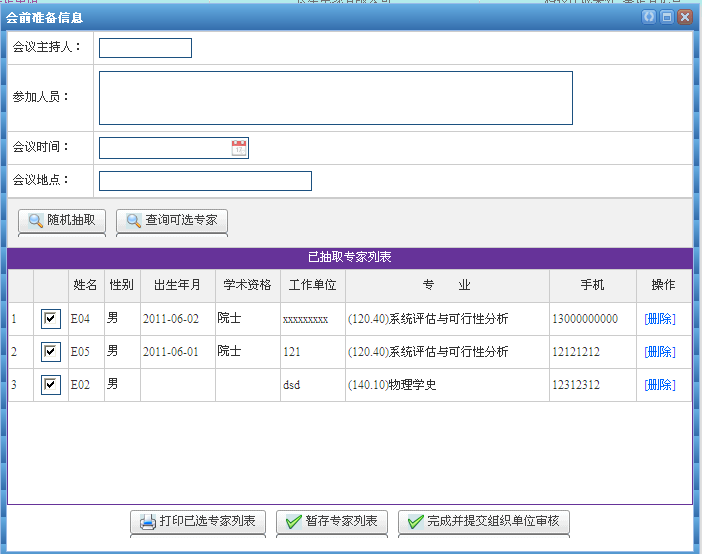 会前准备信息
会议主持人：
参加人员：
会议时间：
会议地点：
随机抽取 查询可选专家
已抽取专家列表
姓名 性别 出生年月 学术资格 工作单位 专 业 手机 操作
1 E04 男 2011-06-02 院士 xxxxxxxxx (120.40)系统评估与可行性分析 13000000000 [删除]
2 E05 男 2011-06-01 院士 121 (120.40)系统评估与可行性分析 12121212 [删除]
3 E02 男 dsd (140.10)物理学史 12312312 [删除]
打印已选专家列表 暂存专家列表 完成并提交组织单位审核